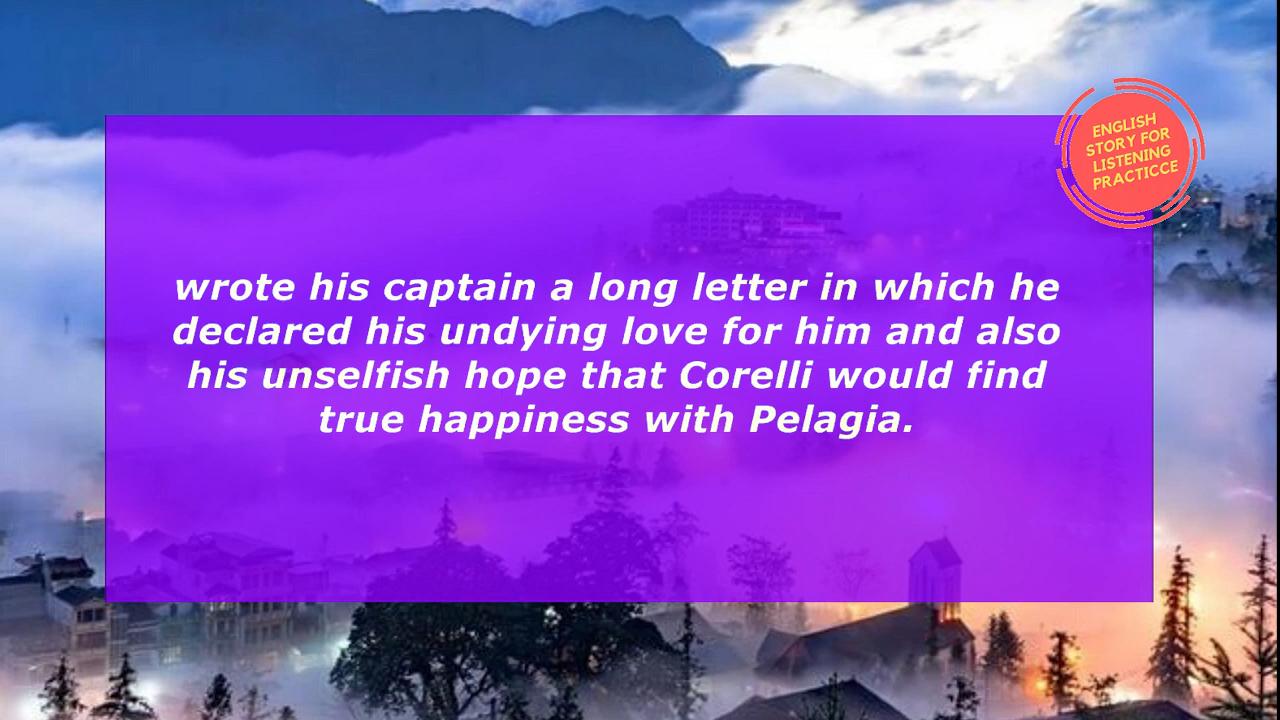 ENGLISH
STORY FOR
LISTENING
PRACTICCE
wrote his captain a long letter in which he
declared his undying love for him and also
his unselfish hope that Corelli would find
true happiness with Pelagia.